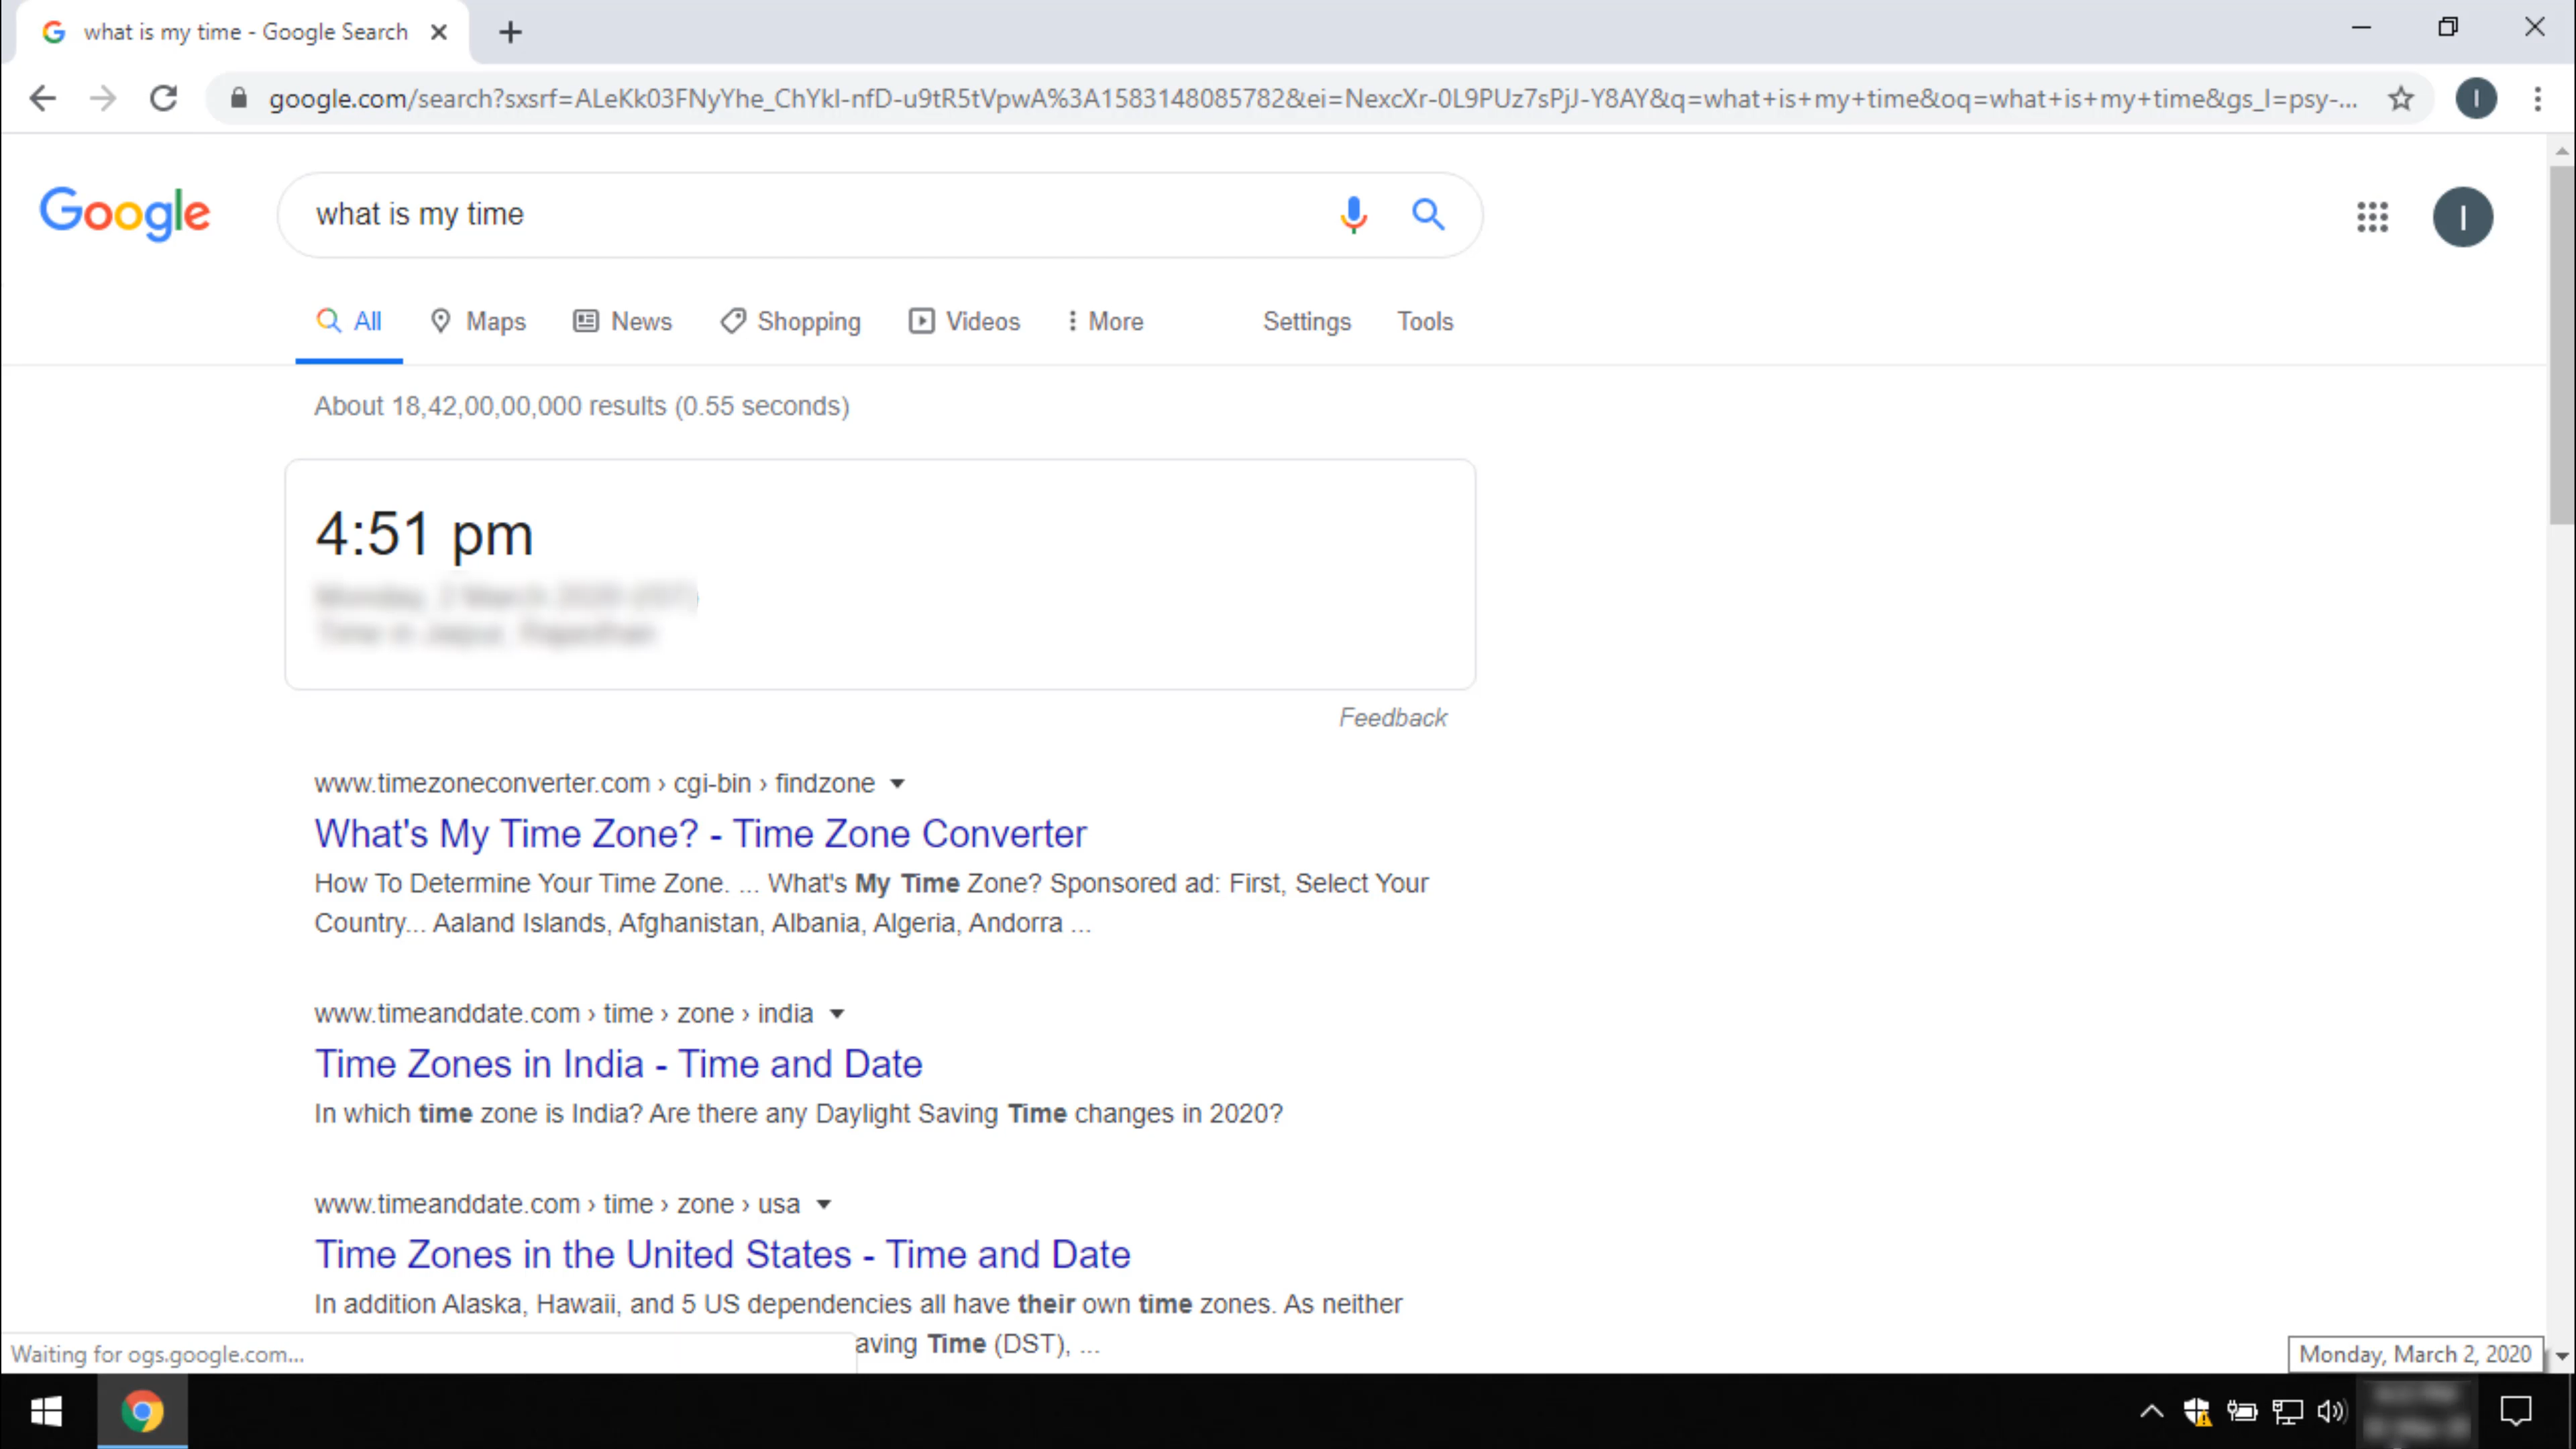 what is my time - Google Search
google.com/search?sxsrf=ALeKk03FNyYhe_ChYkI-nfD-u9tR5tVpwA%3A1583148085782&ei=NexcXr-0L9PUz7sPjJ-Y8AY&q=what+is+my+time&oq=what+is+my+time&gs_l=psy-...
I
Google
what is my time
I
All Maps News Shopping Videos More Settings Tools
About 18,42,00,00,000 results (0.55 seconds)
4:51 pm
Feedback
www.timezoneconverter.com › cgi-bin › findzone
What's My Time Zone? - Time Zone Converter
How To Determine Your Time Zone. ... What's My Time Zone? Sponsored ad: First, Select Your
Country... Aaland Islands, Afghanistan, Albania, Algeria, Andorra ...
www.timeanddate.com › time › zone › india
Time Zones in India - Time and Date
In which time zone is India? Are there any Daylight Saving Time changes in 2020?
www.timeanddate.com › time › zone › usa
Time Zones in the United States - Time and Date
In addition Alaska, Hawaii, and 5 US dependencies all have their own time zones. As neither
aving Time (DST), ...
Waiting for ogs.google.com...
Monday, March 2, 2020